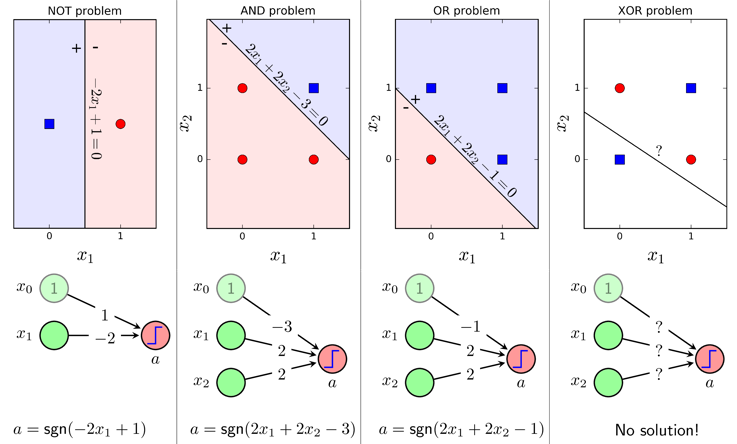 NOT problem
+ -
−2x₁ + 1 = 0
0 1
x₁
x₀ 1
1
x₁ −2
a
a = sgn(−2x₁ + 1)
AND problem
+
-
2x₁ + 2x₂ − 3 = 0
1
x₂
0
0 1
x₁
x₀ 1
−3
x₁ 2
x₂ 2
a
a = sgn(2x₁ + 2x₂ − 3)
OR problem
+
-
2x₁ + 2x₂ − 1 = 0
1
x₂
0
0 1
x₁
x₀ 1
−1
x₁ 2
x₂ 2
a
a = sgn(2x₁ + 2x₂ − 1)
XOR problem
1
x₂
?
0
0 1
x₁
x₀ 1
?
x₁ ?
x₂ ?
a
No solution!